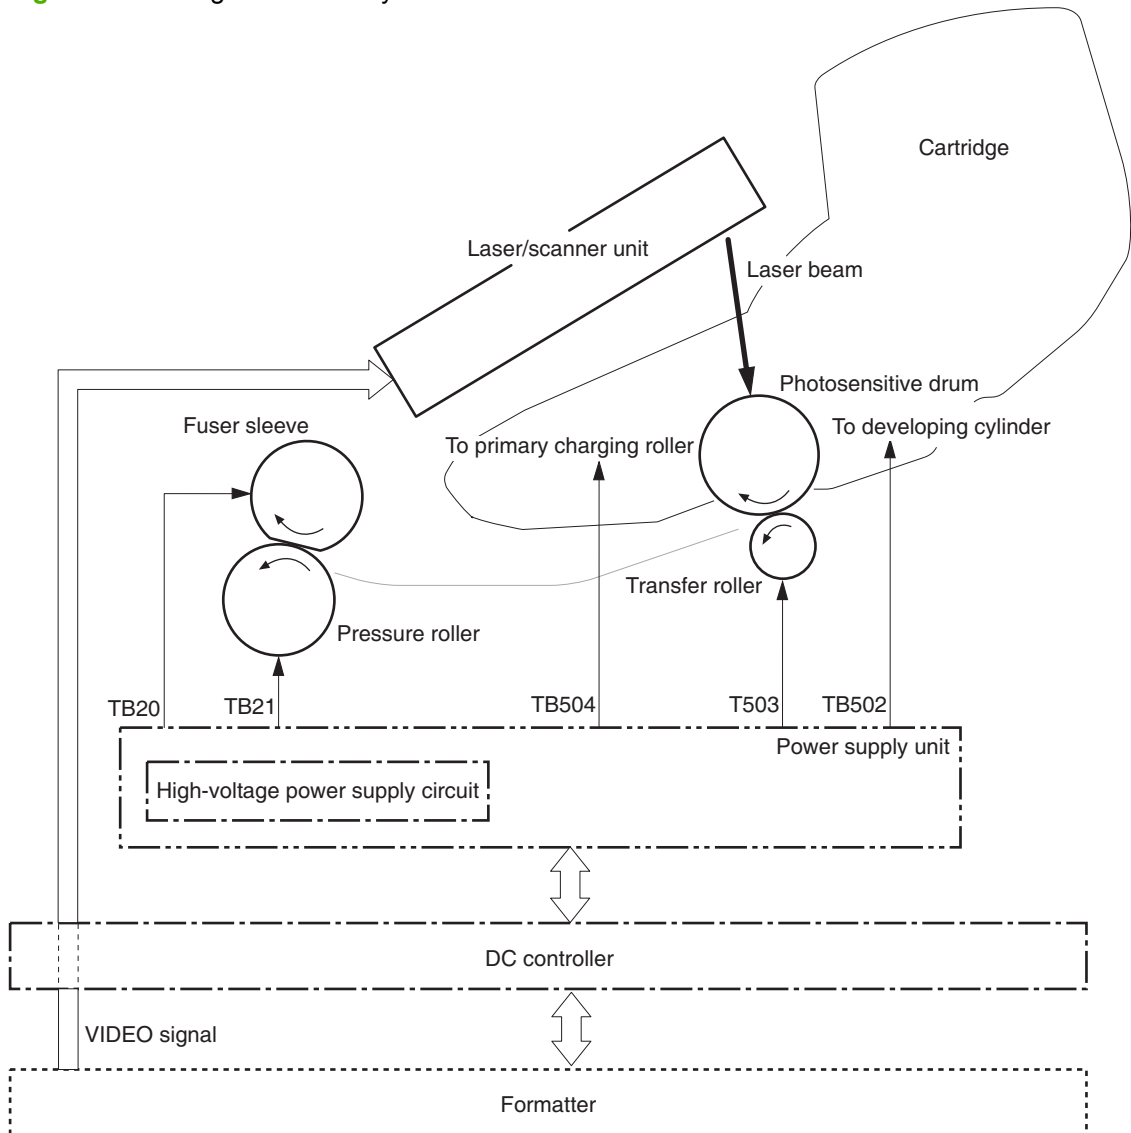 Cartridge
Laser/scanner unit
Laser beam
Photosensitive drum
Fuser sleeve
To developing cylinder
To primary charging roller
Transfer roller
Pressure roller
TB20
TB21
TB504
T503
TB502
Power supply unit
High-voltage power supply circuit
DC controller
VIDEO signal
Formatter